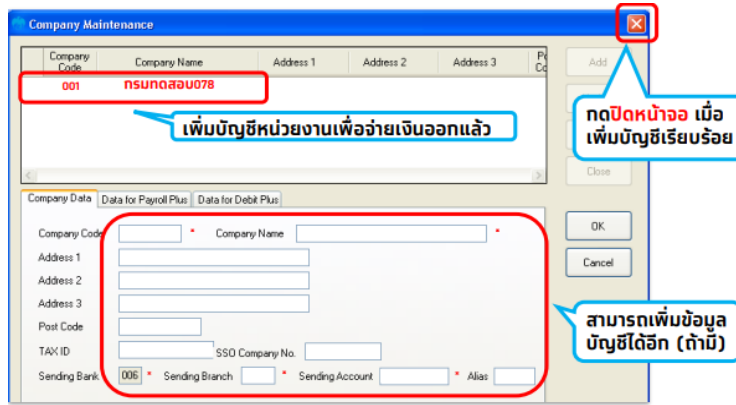 Company Maintenance
Company Code Company Name Address 1 Address 2 Address 3
001 กรมทดสอบ078
เพิ่มบัญชีหน่วยงานเพื่อจ่ายเงินออกแล้ว
Add
กดปิดหน้าจอ เมื่อ
เพิ่มบัญชีเรียบร้อย
Close
Company Data Data for Payroll Plus Data for Debit Plus
Company Code * Company Name *
OK
Address 1
Address 2
Cancel
Address 3
Post Code
TAX ID SSO Company No.
Sending Bank 006 * Sending Branch * Sending Account * Alias
สามารถเพิ่มข้อมูล
บัญชีได้อีก (ถ้ามี)